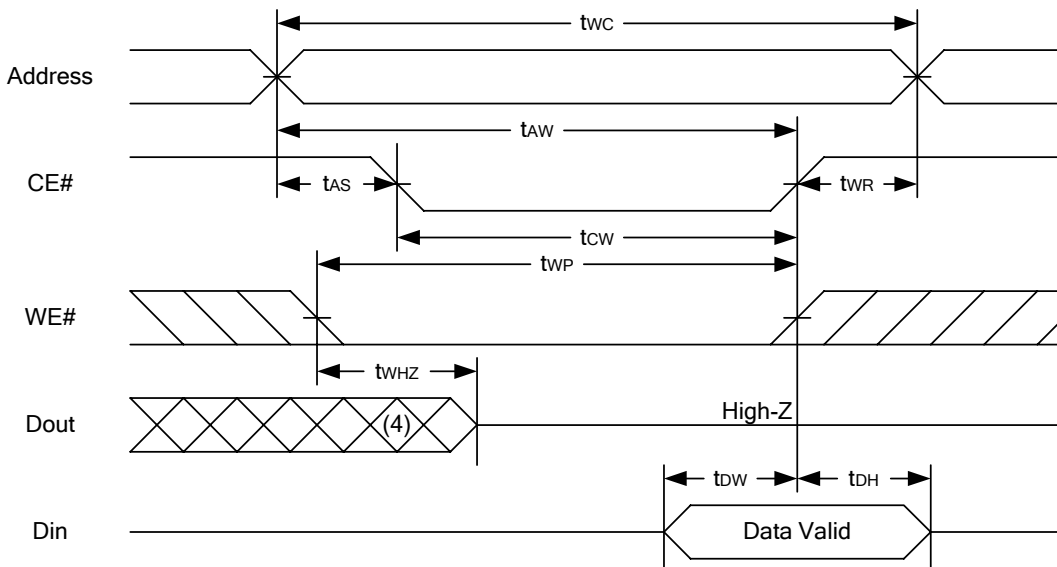 tWC
Address
tAW
CE#
tAS
tWR
tCW
tWP
WE#
tWHZ
Dout
(4)
High-Z
tDW
tDH
Din
Data Valid